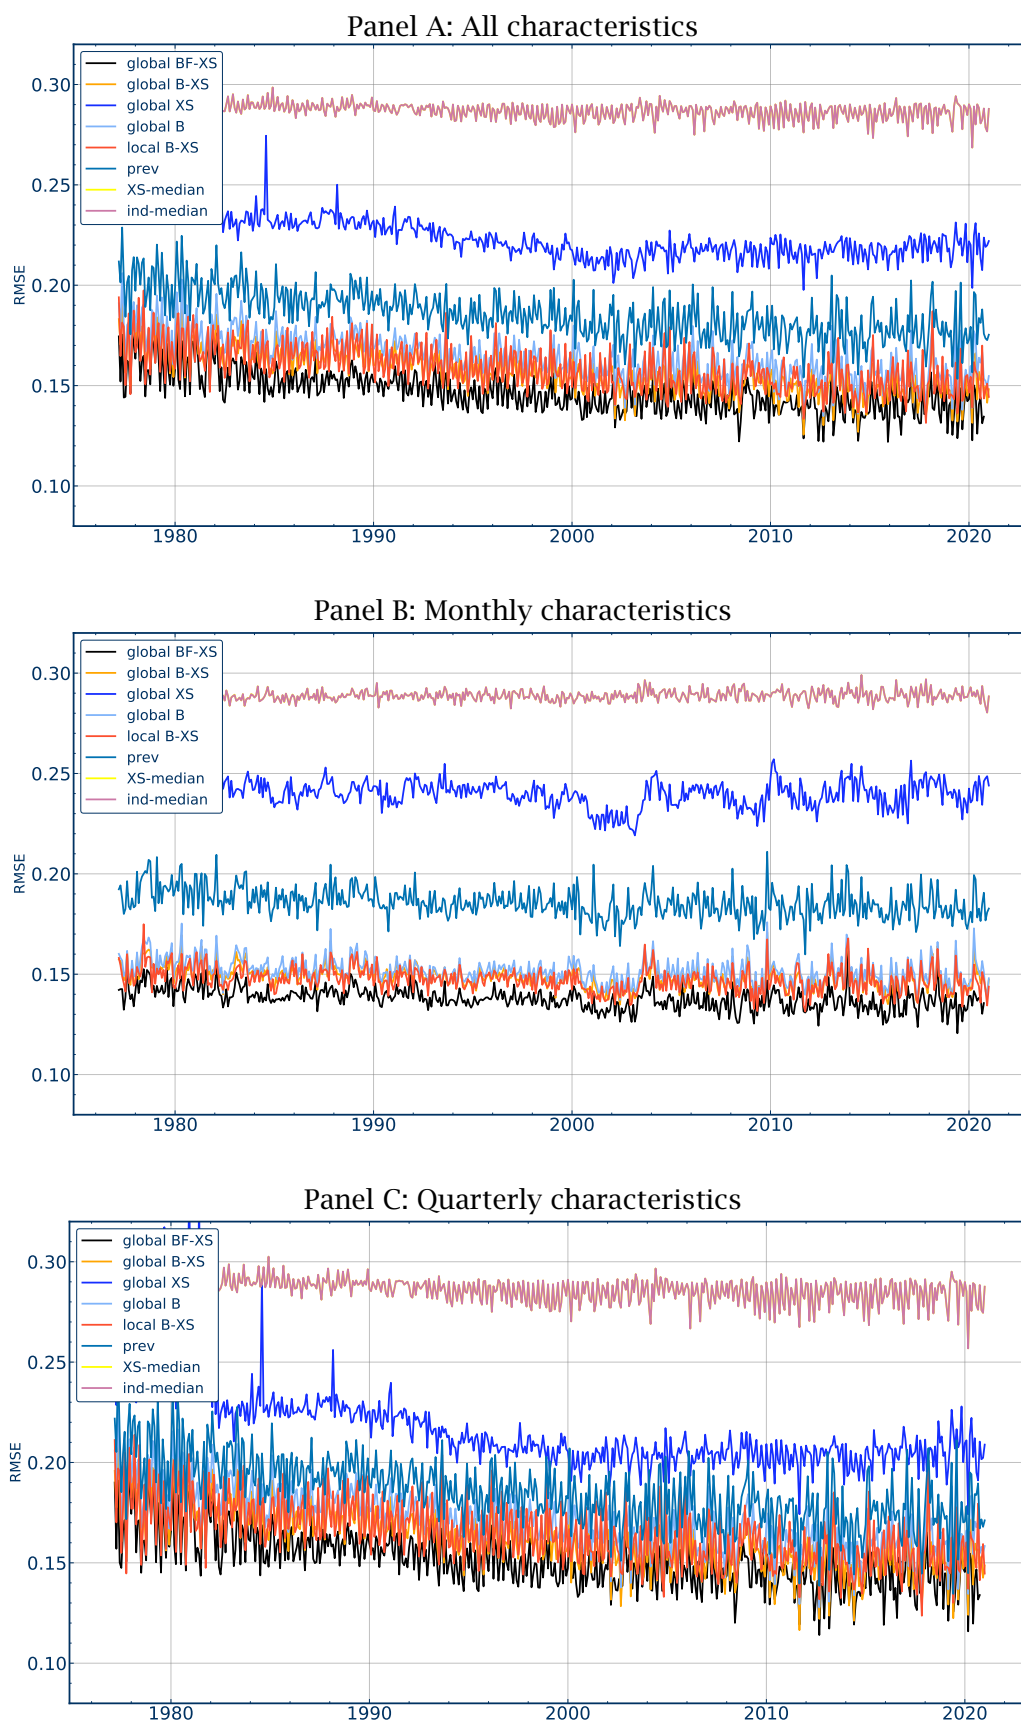 Panel A: All characteristics
global BF-XS
global B-XS
global XS
global B
local B-XS
prev
XS-median
ind-median
RMSE
0.30
0.25
0.20
0.15
0.10
1980 1990 2000 2010 2020
Panel B: Monthly characteristics
global BF-XS
global B-XS
global XS
global B
local B-XS
prev
XS-median
ind-median
RMSE
0.30
0.25
0.20
0.15
0.10
1980 1990 2000 2010 2020
Panel C: Quarterly characteristics
global BF-XS
global B-XS
global XS
global B
local B-XS
prev
XS-median
ind-median
RMSE
0.30
0.25
0.20
0.15
0.10
1980 1990 2000 2010 2020